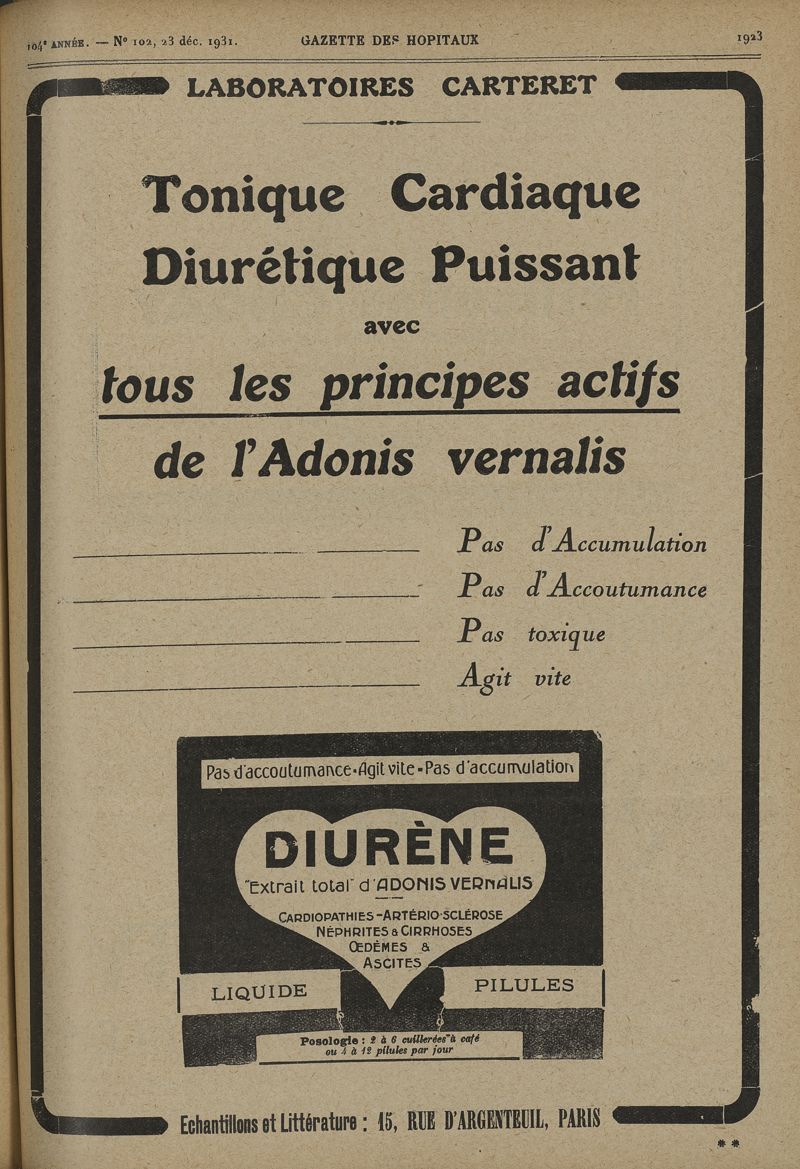 104e ANNÉE. — No 102, 23 déc. 1931. GAZETTE DES HOPITAUX 1923
LABORATOIRES CARTERET
Tonique Cardiaque
Diurétique Puissant
avec
tous les principes actifs
de l'Adonis vernalis
Pas d'Accumulation
Pas d'Accoutumance
Pas toxique
Agit vite
Pas d'accoutumance-Agit vite-Pas d'accumulation
DIURÈNE
"Extrait total" d'ADONIS VERNALIS
CARDIOPATHIES-ARTÉRIO-SCLÉROSE
NÉPHRITES & CIRRHOSES
ŒDÈMES &
ASCITES
LIQUIDE PILULES
Posologie : 2 à 6 cuillerées à café
ou 4 à 12 pilules par jour
Echantillons et Littérature : 15, RUE D'ARGENTEUIL, PARIS
**